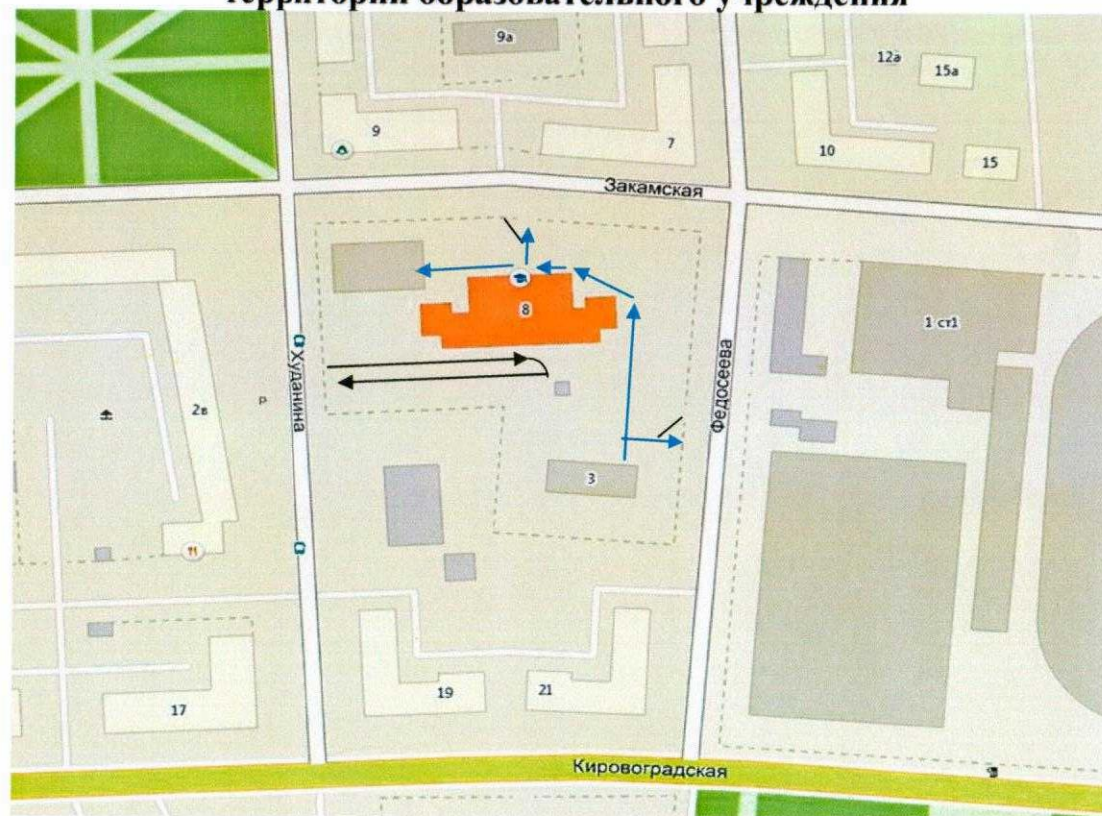 территории образовательного учреждения
9а
12а
15а
9
7
10
15
Закамская
8
1 ст1
Худанина
Федосеева
2в
Р
3
17
19
21
Кировоградская